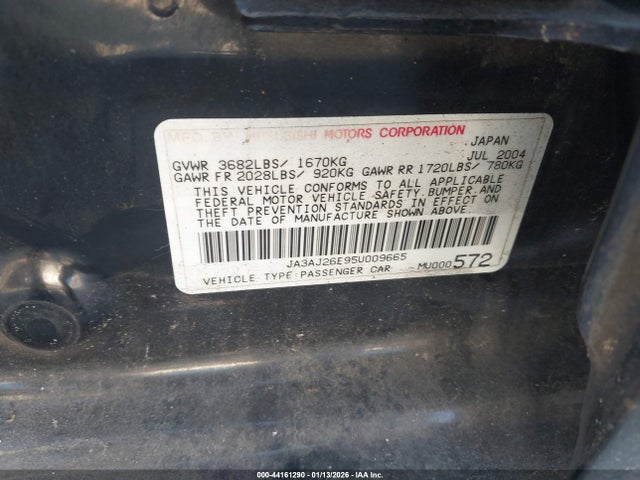 MFD BY MITSUBISHI MOTORS CORPORATION
JAPAN
GVWR 3682LBS/ 1670KG
JUL 2004
GAWR FR 2028LBS/ 920KG GAWR RR 1720LBS/ 780KG
THIS VEHICLE CONFORMS TO ALL APPLICABLE
FEDERAL MOTOR VEHICLE SAFETY, BUMPER, AND
THEFT PREVENTION STANDARDS IN EFFECT ON
THE DATE OF MANUFACTURE SHOWN ABOVE.
JA3AJ26E95U009665
VEHICLE TYPE:PASSENGER CAR
MU000572
000-44161290 - 01/13/2026 - IAA Inc.